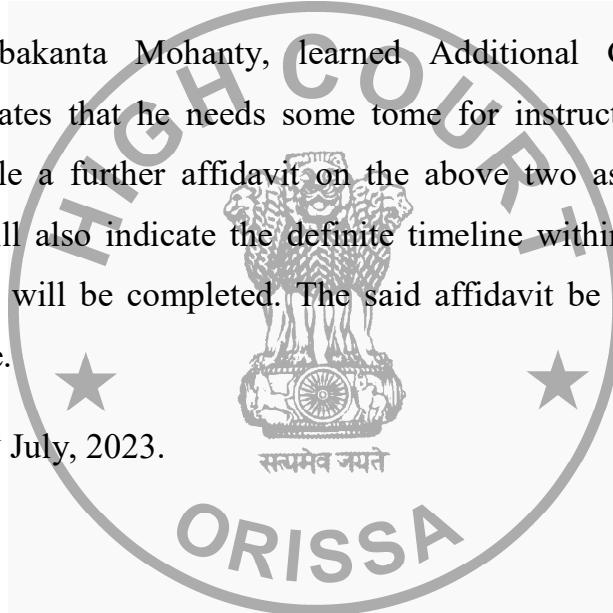 bakanta Mohanty, learned Additional
ates that he needs some tome for instruct
le a further affidavit on the above two as
ll also indicate the definite timeline within
will be completed. The said affidavit be
e.
July, 2023.
HIGH COURT
सत्यमेव जयते
ORISSA